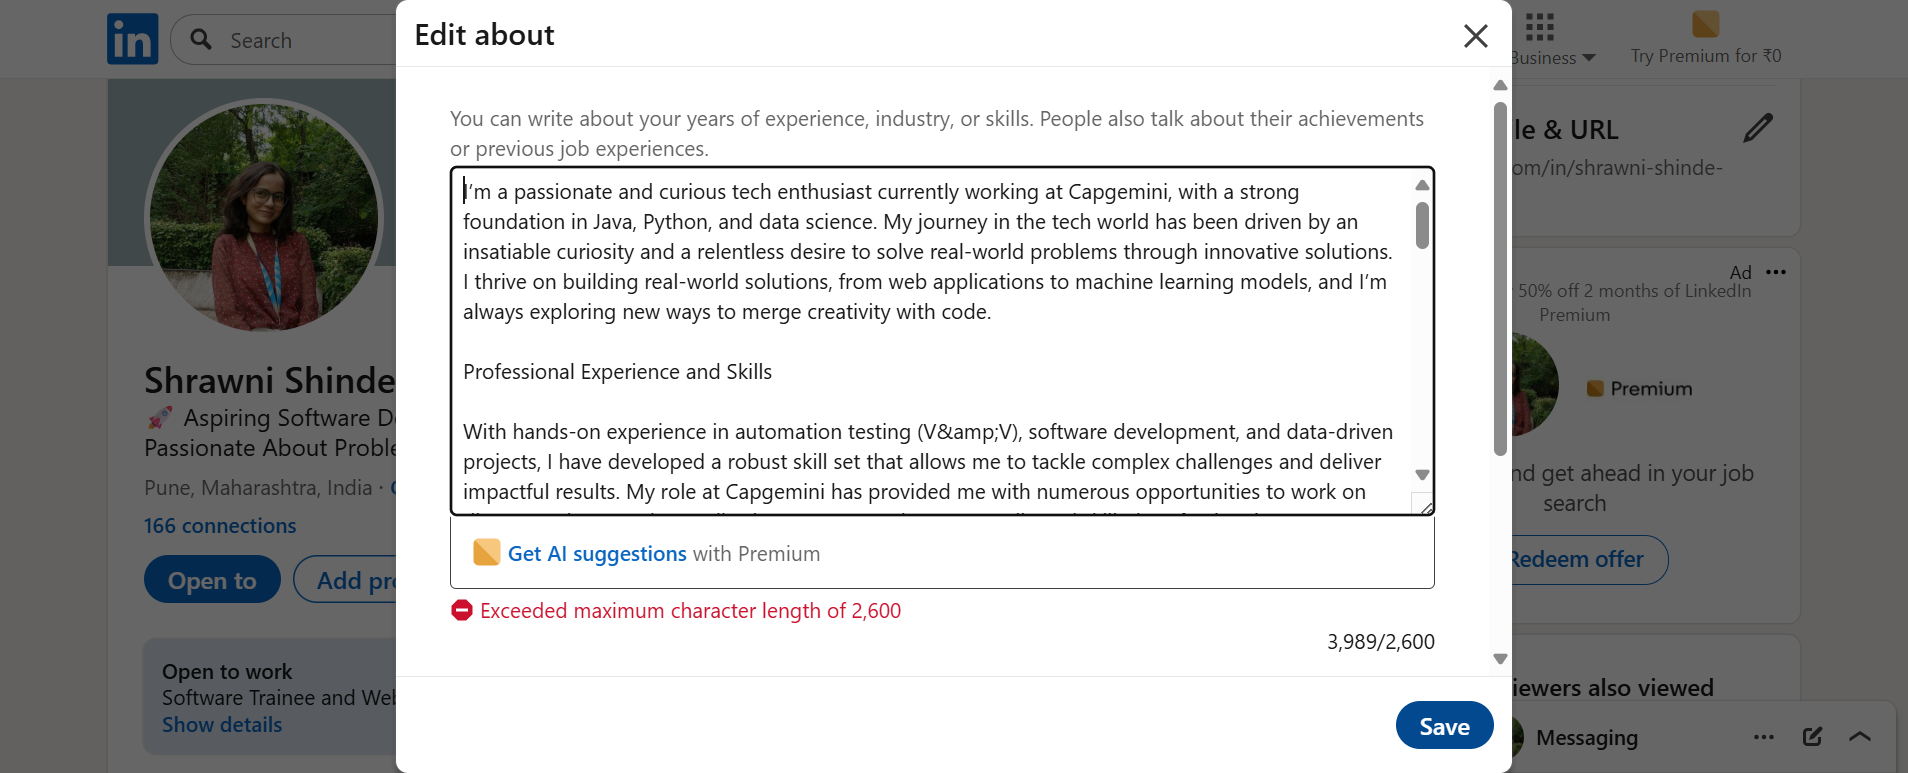 in
Search
Business
Try Premium for ₹0
Edit about
You can write about your years of experience, industry, or skills. People also talk about their achievements
or previous job experiences.
I'm a passionate and curious tech enthusiast currently working at Capgemini, with a strong
foundation in Java, Python, and data science. My journey in the tech world has been driven by an
insatiable curiosity and a relentless desire to solve real-world problems through innovative solutions.
I thrive on building real-world solutions, from web applications to machine learning models, and I'm
always exploring new ways to merge creativity with code.
Professional Experience and Skills
With hands-on experience in automation testing (V&amp;V), software development, and data-driven
projects, I have developed a robust skill set that allows me to tackle complex challenges and deliver
impactful results. My role at Capgemini has provided me with numerous opportunities to work on
Get AI suggestions with Premium
Exceeded maximum character length of 2,600
3,989/2,600
Save
Shrawni Shinde
🚀 Aspiring Software D
Passionate About Proble
Pune, Maharashtra, India ·
166 connections
Open to
Add pro
Open to work
Software Trainee and Web
Show details
le & URL
om/in/shrawni-shinde-
Ad
50% off 2 months of LinkedIn
Premium
Premium
nd get ahead in your job
search
Redeem offer
iewers also viewed
Messaging